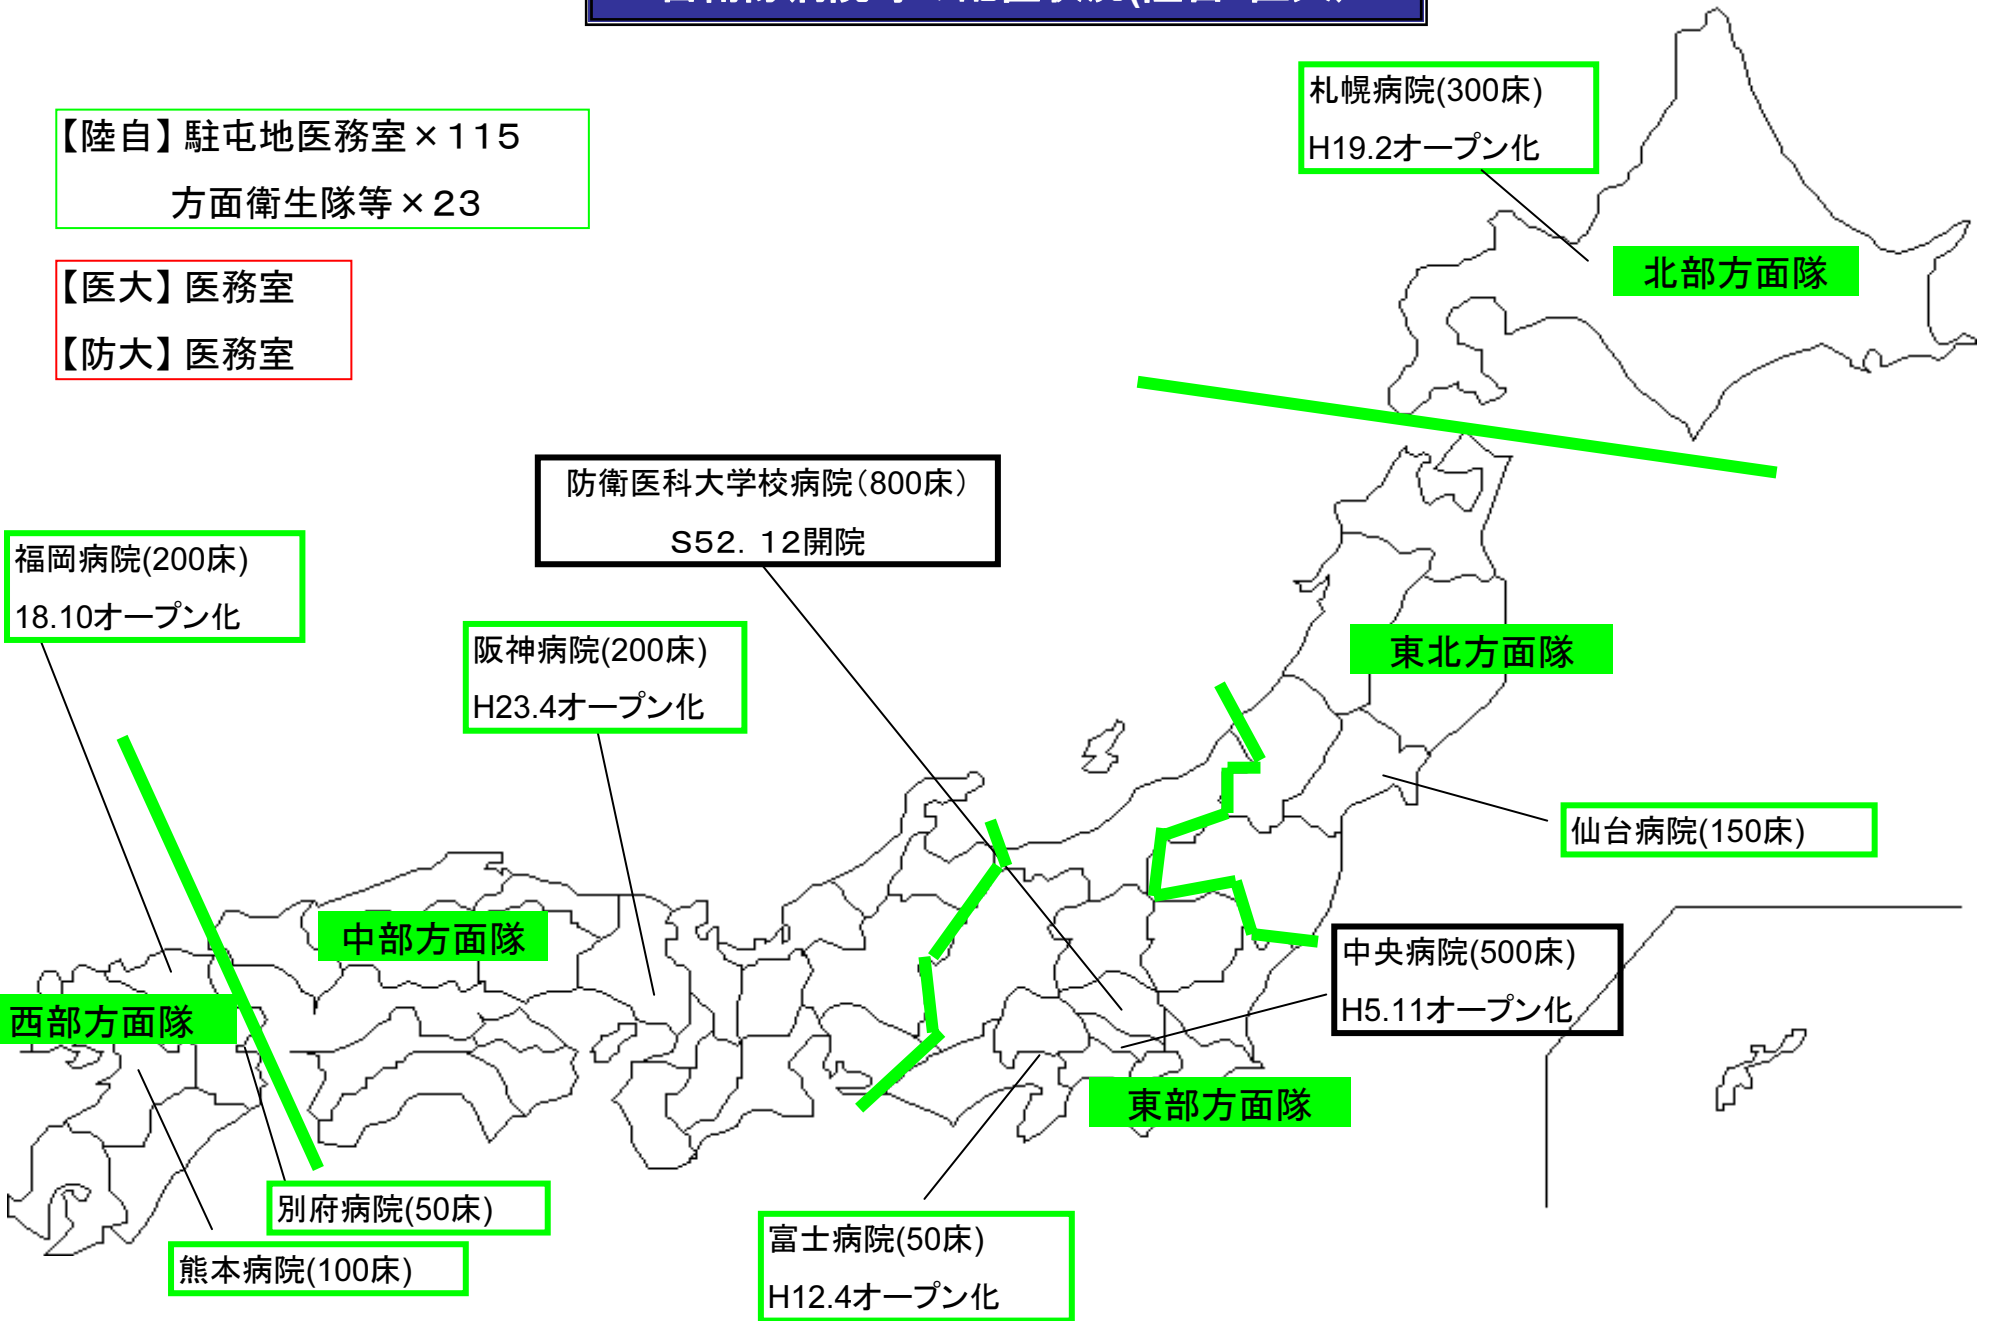 【陸自】駐屯地医務室×115
方面衛生隊等×23
【医大】医務室
【防大】医務室
札幌病院(300床)
H19.2オープン化
北部方面隊
防衛医科大学校病院（800床）
S52．12開院
福岡病院(200床)
18.10オープン化
阪神病院(200床)
H23.4オープン化
東北方面隊
仙台病院(150床)
中部方面隊
中央病院(500床)
H5.11オープン化
西部方面隊
東部方面隊
別府病院(50床)
熊本病院(100床)
富士病院(50床)
H12.4オープン化